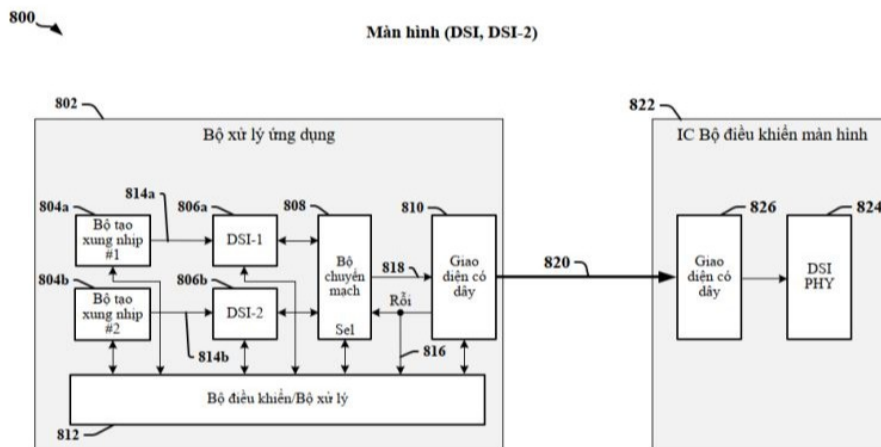 800
Màn hình (DSI, DSI-2)
802
822
Bộ xử lý ứng dụng
IC Bộ điều khiển màn hình
814a
804a
806a
808
810
826
824
Bộ tạo
xung nhịp
#1
DSI-1
Bộ
chuyển
mạch
818
Giao
diện có
dây
820
Giao
diện có
dây
DSI
PHY
804b
806b
Rỗi
Bộ tạo
xung nhịp
#2
DSI-2
Sel
814b
816
Bộ điều khiển/Bộ xử lý
812